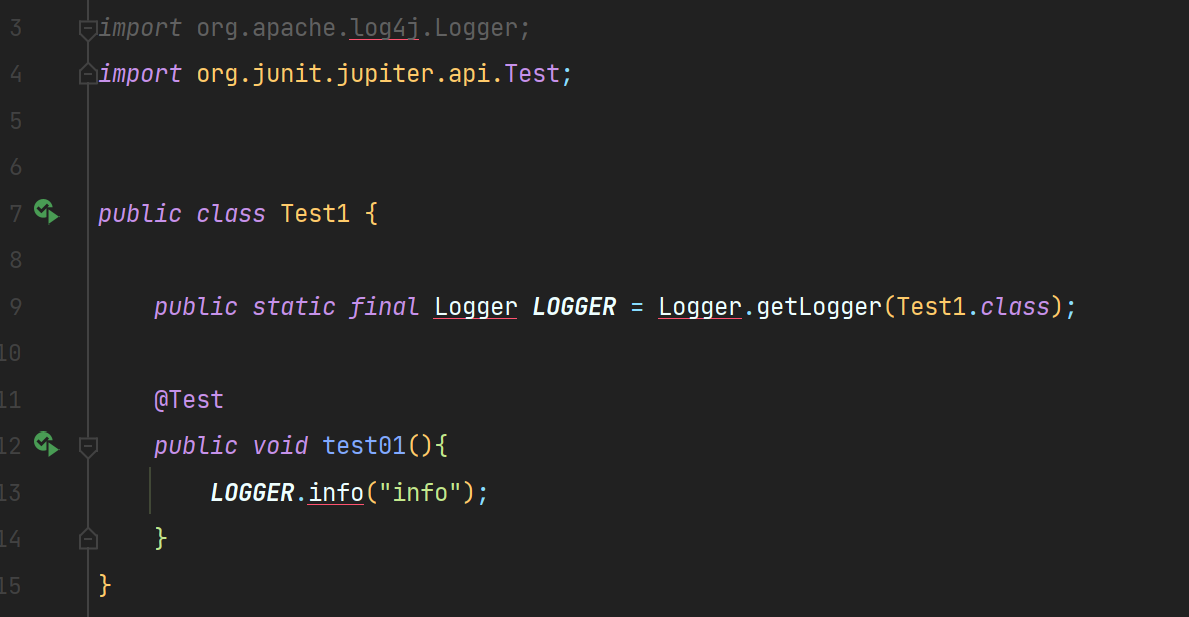 3 import org.apache.log4j.Logger;
4 import org.junit.jupiter.api.Test;
5
6
7 public class Test1 {
8
9 public static final Logger LOGGER = Logger.getLogger(Test1.class);
10
11 @Test
12 public void test01(){
13 LOGGER.info("info");
14 }
15 }